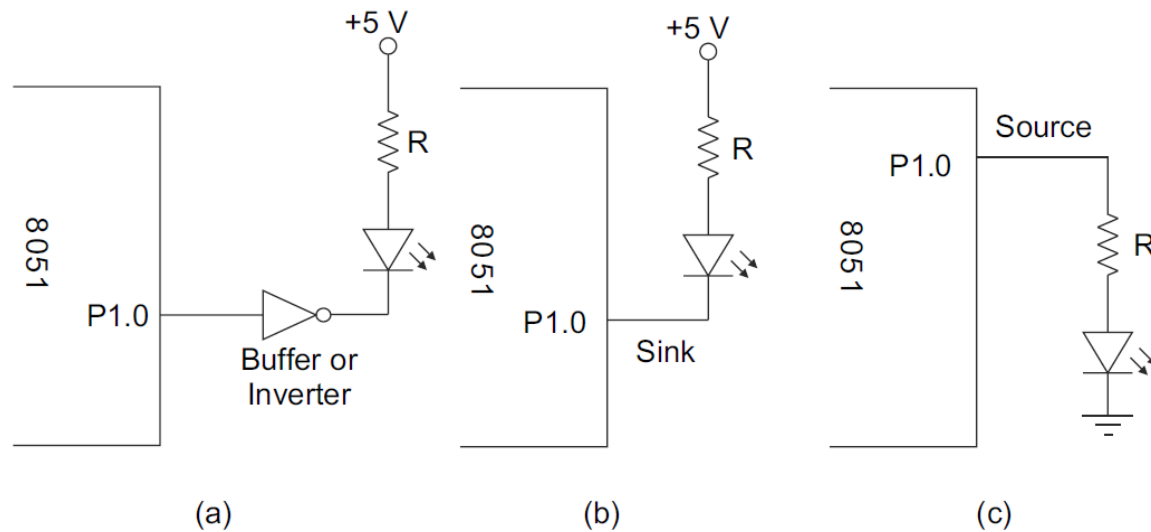 +5 V
R
8051
P1.0
Buffer or
Inverter
(a)
+5 V
R
8051
P1.0
Sink
(b)
Source
P1.0
8051
R
(c)